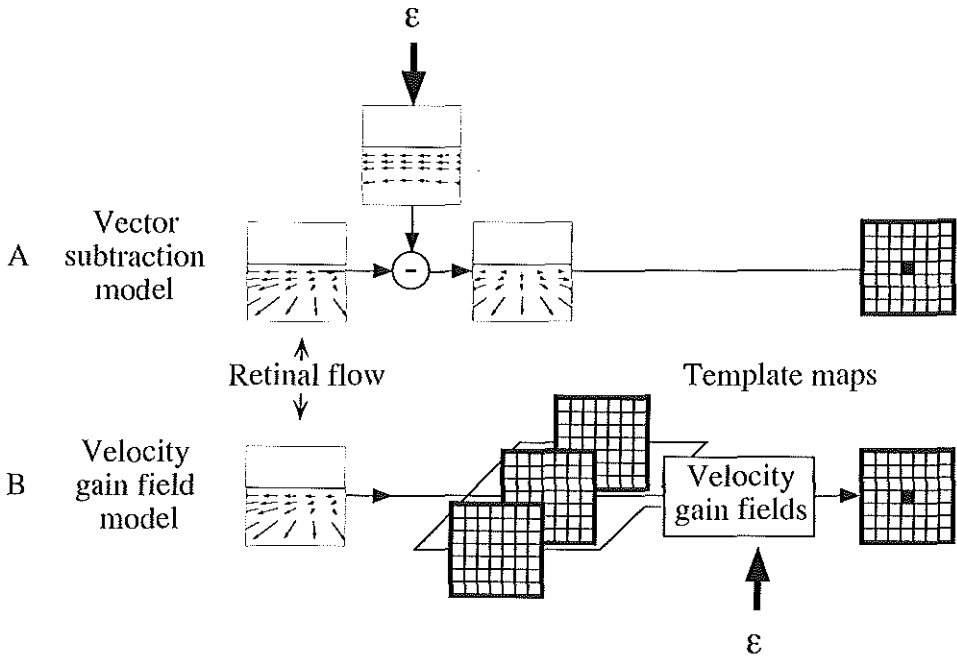 ε
A
Vector
subtraction
model
-
Retinal flow
Template maps
B
Velocity
gain field
model
Velocity
gain fields
ε